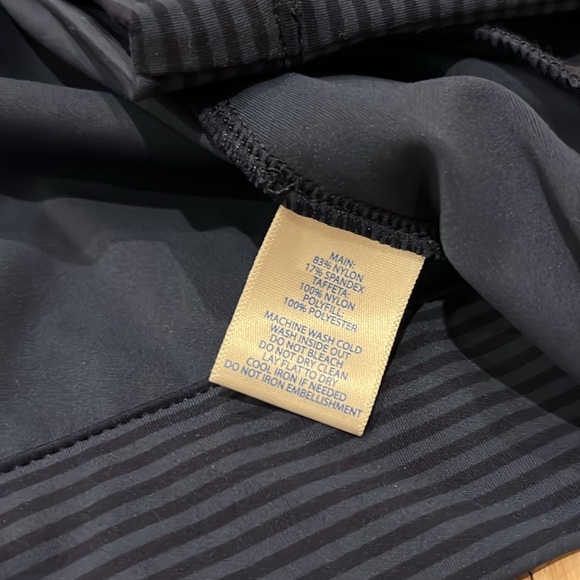 MAIN:
83% NYLON
17% SPANDEX
TAFFETA:
100% NYLON
POLYFILL:
100% POLYESTER
MACHINE WASH COLD
WASH INSIDE OUT
DO NOT BLEACH
DO NOT DRY CLEAN
LAY FLAT TO DRY
COOL IRON IF NEEDED
DO NOT IRON EMBELLISHMENT